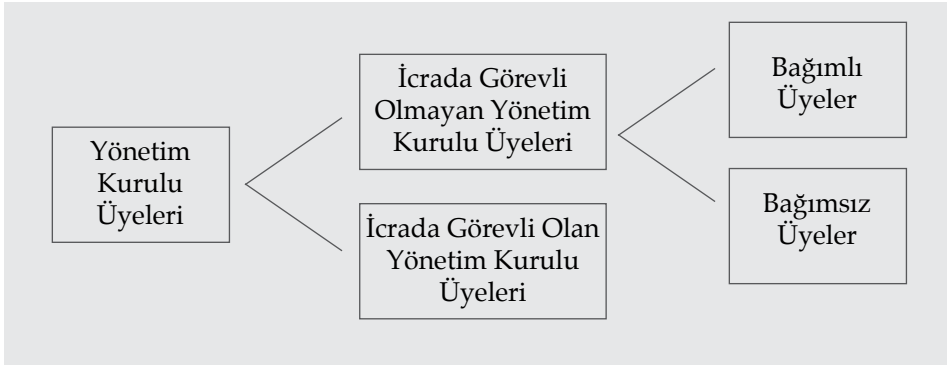 Yönetim
Kurulu
Üyeleri
İcrada Görevli
Olmayan Yönetim
Kurulu Üyeleri
İcrada Görevli Olan
Yönetim Kurulu
Üyeleri
Bağımlı
Üyeler
Bağımsız
Üyeler